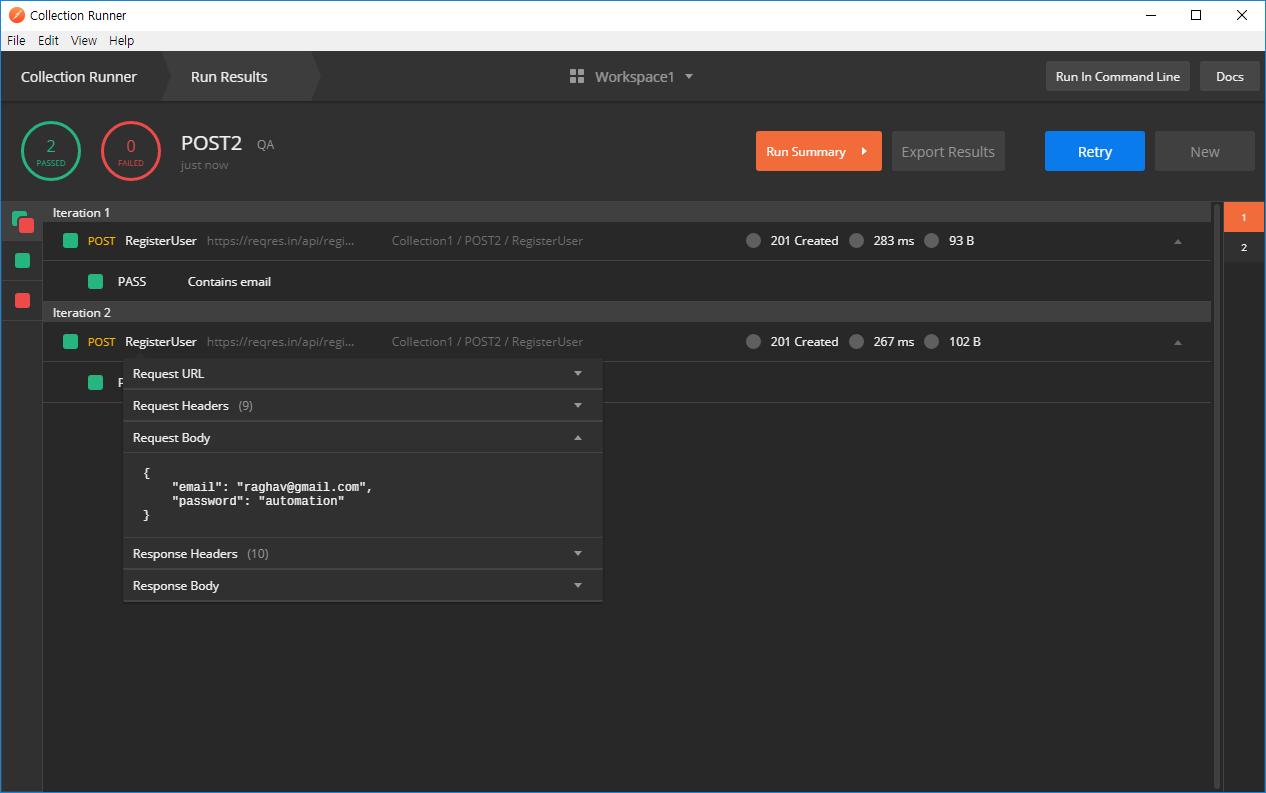 Collection Runner
File Edit View Help
Collection Runner Run Results Workspace1 Run In Command Line Docs
2 PASSED 0 FAILED POST2 QA just now Run Summary Export Results Retry New
Iteration 1 1
POST RegisterUser https://reqres.in/api/regi... Collection1 / POST2 / RegisterUser 201 Created 283 ms 93 B 2
PASS Contains email
Iteration 2
POST RegisterUser https://reqres.in/api/regi... Collection1 / POST2 / RegisterUser 201 Created 267 ms 102 B
Request URL
Request Headers (9)
Request Body
{
"email": "raghav@gmail.com",
"password": "automation"
}
Response Headers (10)
Response Body